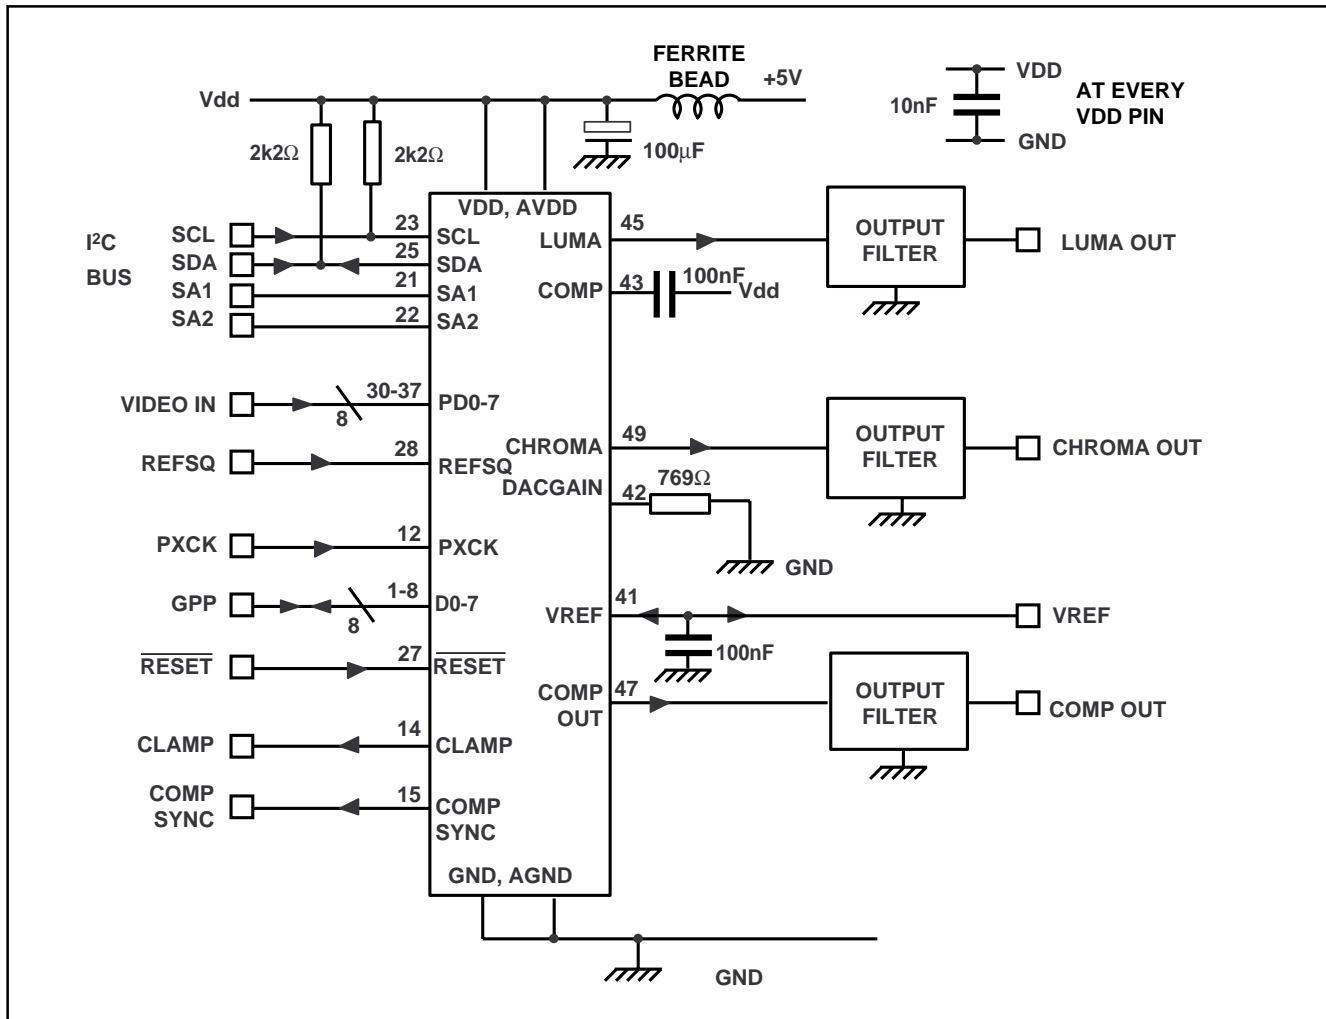 FERRITE
BEAD
+5V
Vdd
VDD
10nF
AT EVERY
VDD PIN
GND
2k2Ω
2k2Ω
100μF
VDD, AVDD
I²C
BUS
SCL
23
SCL
SDA
25
SDA
SA1
21
SA1
SA2
22
SA2
LUMA
45
OUTPUT
FILTER
LUMA OUT
COMP
43
100nF
Vdd
VIDEO IN
8
30-37
PD0-7
REFSQ
28
REFSQ
CHROMA
49
OUTPUT
FILTER
CHROMA OUT
DACGAIN
42
769Ω
GND
PXCK
12
PXCK
GPP
8
1-8
D0-7
VREF
41
VREF
100nF
RESET
27
RESET
COMP
OUT
47
OUTPUT
FILTER
COMP OUT
CLAMP
14
CLAMP
COMP
SYNC
15
COMP
SYNC
GND, AGND
GND